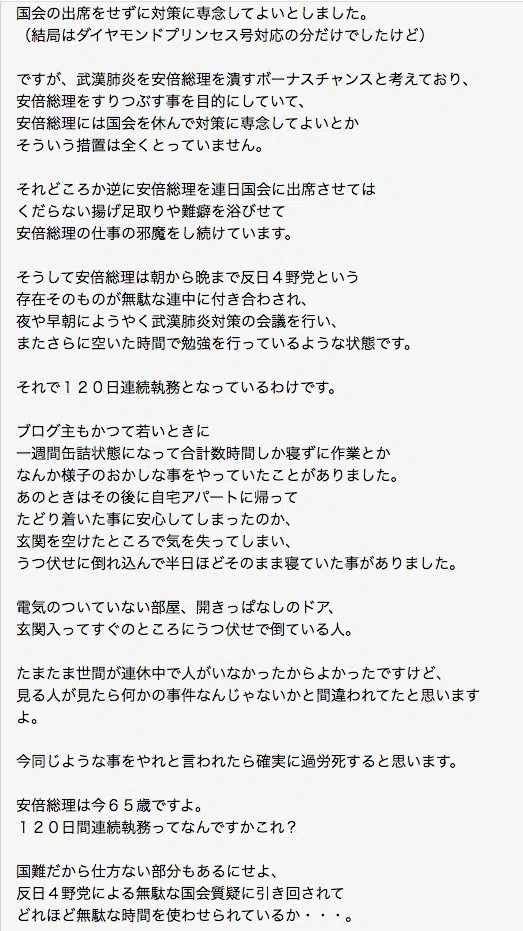 国会の出席をせずに対策に専念してよいとしました。
（結局はダイヤモンドプリンセス号対応の分だけでしたけど）
ですが、武漢肺炎を安倍総理を潰すボーナスチャンスと考えており、
安倍総理をすりつぶす事を目的にしていて、
安倍総理には国会を休んで対策に専念してよいとか
そういう措置は全くとっていません。
それどころか逆に安倍総理を連日国会に出席させては
くだらない揚げ足取りや難癖を浴びせて
安倍総理の仕事の邪魔をし続けています。
そうして安倍総理は朝から晩まで反日４野党という
存在そのものが無駄な連中に付き合わされ、
夜や早朝にようやく武漢肺炎対策の会議を行い、
またさらに空いた時間で勉強を行っているような状態です。
それで１２０日連続執務となっているわけです。
ブログ主もかつて若いときに
一週間缶詰状態になって合計数時間しか寝ずに作業とか
なんか様子のおかしな事をやっていたことがありました。
あのときはその後に自宅アパートに帰って
たどり着いた事に安心してしまったのか、
玄関を空けたところで気を失ってしまい、
うつ伏せに倒れ込んで半日ほどそのまま寝ていた事がありました。
電気のついていない部屋、開きっぱなしのドア、
玄関入ってすぐのところにうつ伏せで倒ている人。
たまたま世間が連休中で人がいなかったからよかったですけど、
見る人が見たら何かの事件なんじゃないかと間違われてたと思います
よ。
今同じような事をやれと言われたら確実に過労死すると思います。
安倍総理は今６５歳ですよ。
１２０日間連続執務ってなんですかこれ？
国難だから仕方ない部分もあるにせよ、
反日４野党による無駄な国会質疑に引き回されて
どれほど無駄な時間を使わせられているか・・・。